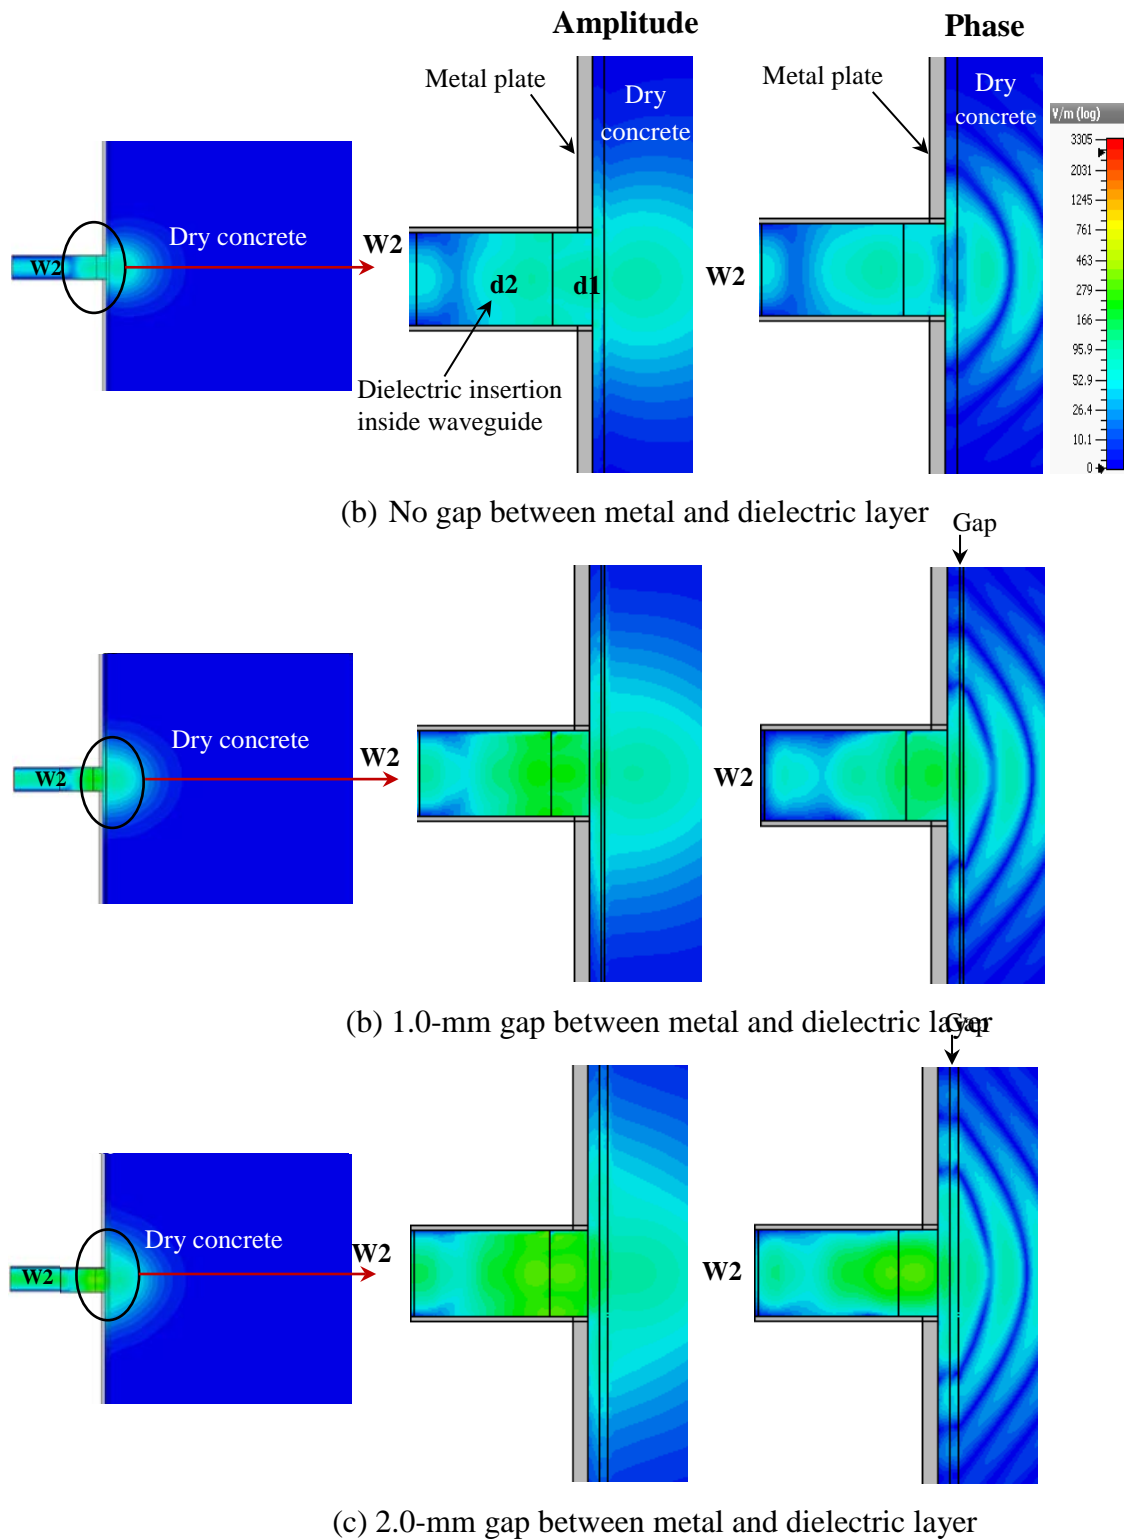 Amplitude
Phase
Metal plate
Metal plate
Dry
concrete
Dry
concrete
V/m (log)
3305
2031
1245
761
463
279
166
95.9
52.9
26.4
10.1
0
Dry concrete
W2
W2
d2
d1
W2
Dielectric insertion
inside waveguide
(b) No gap between metal and dielectric layer
Gap
Dry concrete
W2
W2
W2
(b) 1.0-mm gap between metal and dielectric layer
Gap
Dry concrete
W2
W2
W2
(c) 2.0-mm gap between metal and dielectric layer